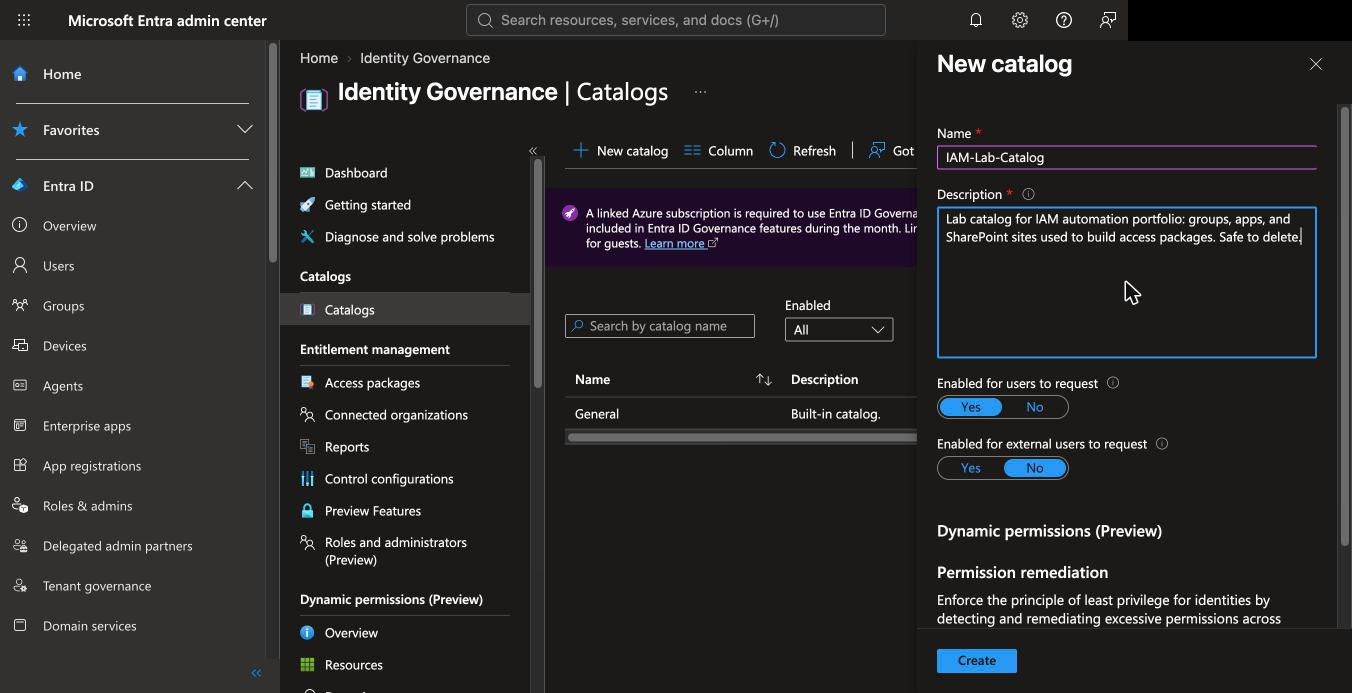 Microsoft Entra admin center
Search resources, services, and docs (G+/)
Home
Favorites
Entra ID
Overview
Users
Groups
Devices
Agents
Enterprise apps
App registrations
Roles & admins
Delegated admin partners
Tenant governance
Domain services
Home › Identity Governance
Identity Governance | Catalogs ...
Dashboard
Getting started
Diagnose and solve problems
Catalogs
Catalogs
Entitlement management
Access packages
Connected organizations
Reports
Control configurations
Preview Features
Roles and administrators
(Preview)
Dynamic permissions (Preview)
Overview
Resources
New catalog
Column
Refresh
Got
A linked Azure subscription is required to use Entra ID Governa
included in Entra ID Governance features during the month. Lin
for guests. Learn more
Search by catalog name
Enabled
All
Name
Description
General
Built-in catalog.
New catalog
Name *
IAM-Lab-Catalog
Description *
Lab catalog for IAM automation portfolio: groups, apps, and
SharePoint sites used to build access packages. Safe to delete.
Enabled for users to request
Yes No
Enabled for external users to request
Yes No
Dynamic permissions (Preview)
Permission remediation
Enforce the principle of least privilege for identities by
detecting and remediating excessive permissions across
Create